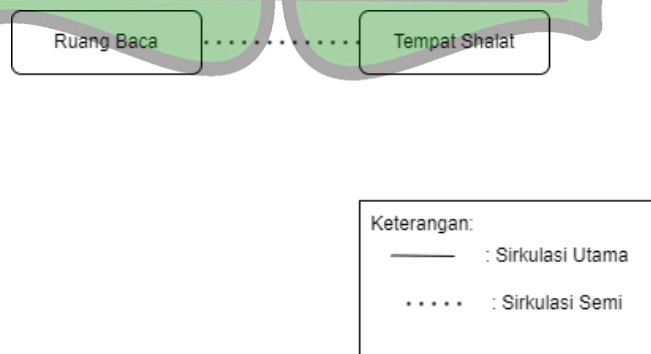 Ruang Baca
Tempat Shalat
Keterangan:
: Sirkulasi Utama
: Sirkulasi Semi